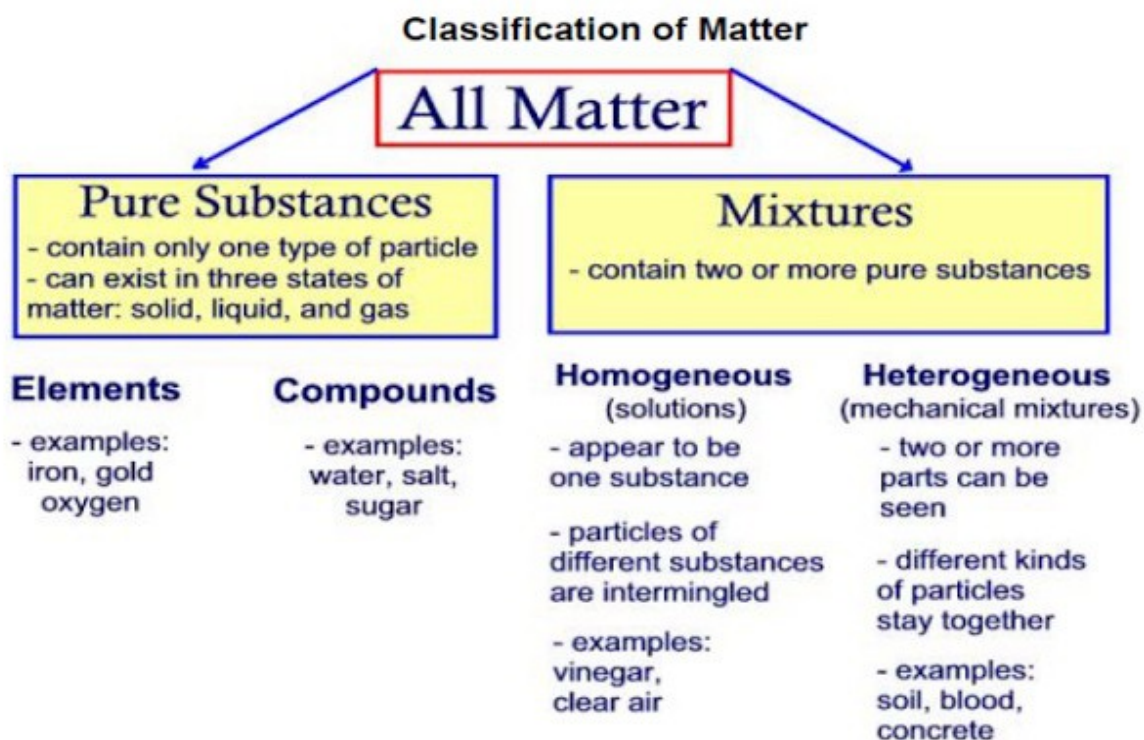 Classification of Matter
All Matter
Pure Substances
- contain only one type of particle
- can exist in three states of
matter: solid, liquid, and gas
Mixtures
- contain two or more pure substances
Elements
- examples:
iron, gold
oxygen
Compounds
- examples:
water, salt,
sugar
Homogeneous
(solutions)
- appear to be
one substance
- particles of
different substances
are intermingled
- examples:
vinegar,
clear air
Heterogeneous
(mechanical mixtures)
- two or more
parts can be
seen
- different kinds
of particles
stay together
- examples:
soil, blood,
concrete